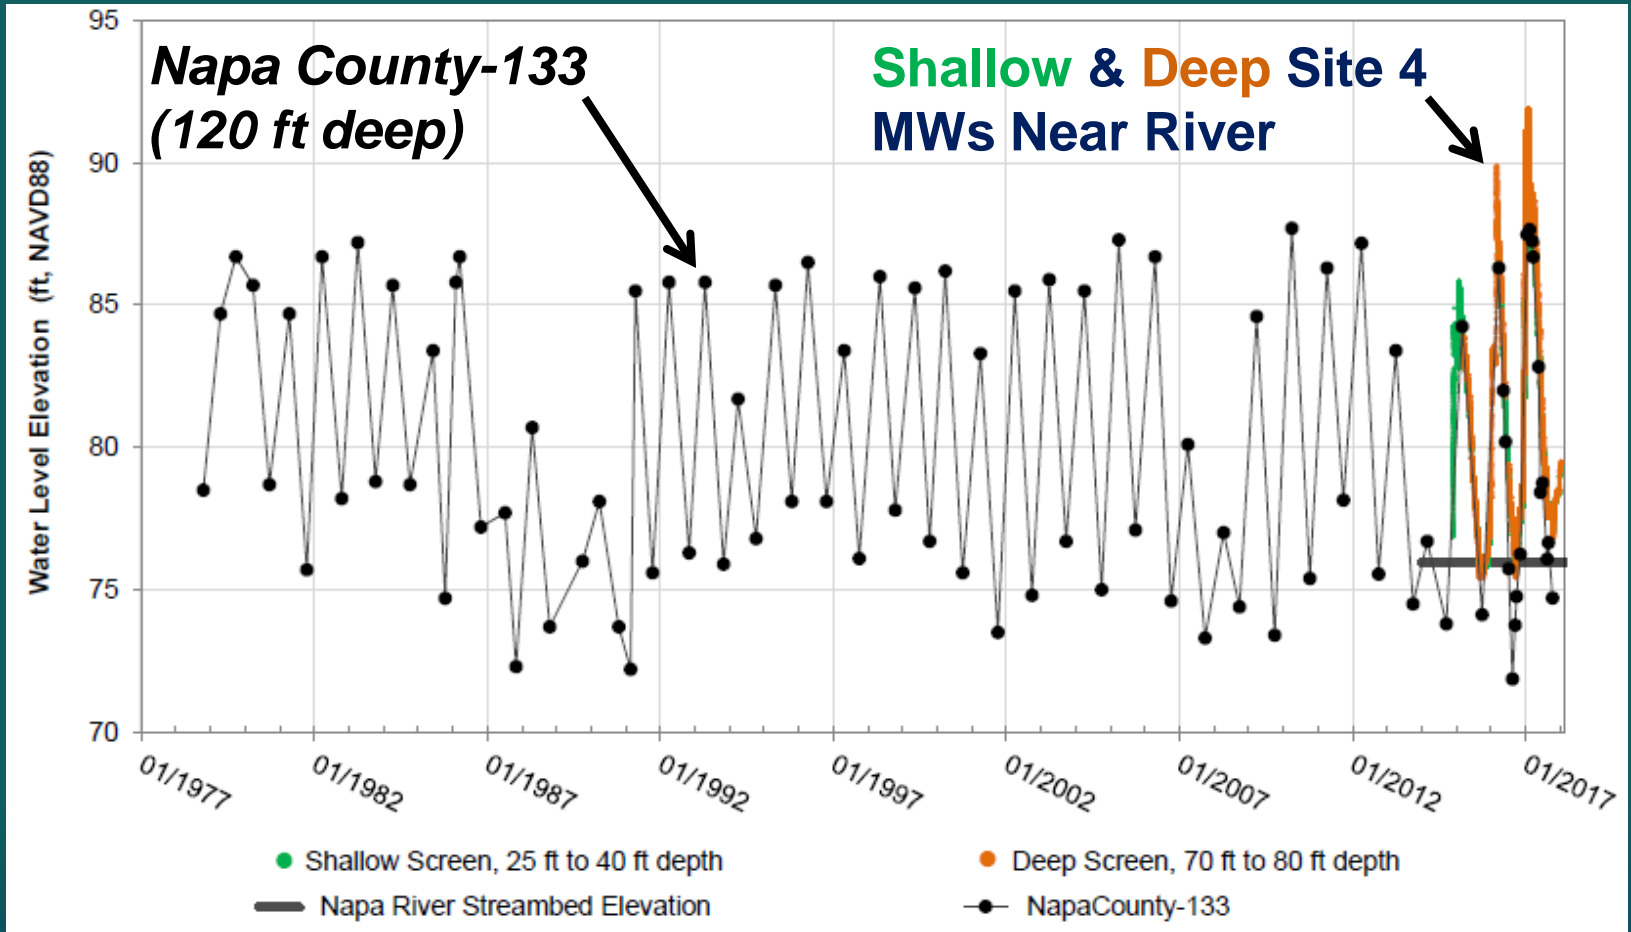 Napa County-133
(120 ft deep)
Shallow & Deep Site 4
MWs Near River
Water Level Elevation (ft, NAVD88)
95
90
85
80
75
70
01/1977
01/1982
01/1987
01/1992
01/1997
01/2002
01/2007
01/2012
01/2017
Shallow Screen, 25 ft to 40 ft depth
Deep Screen, 70 ft to 80 ft depth
Napa River Streambed Elevation
NapaCounty-133